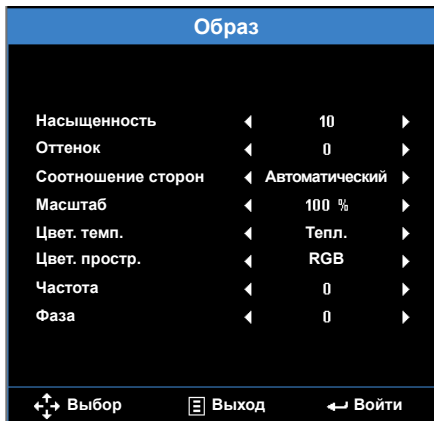 Образ
Насыщенность 10
Оттенок 0
Соотношение сторон Автоматический
Масштаб 100 %
Цвет. темп. Тепл.
Цвет. простр. RGB
Частота 0
Фаза 0
Выбор Выход Войти